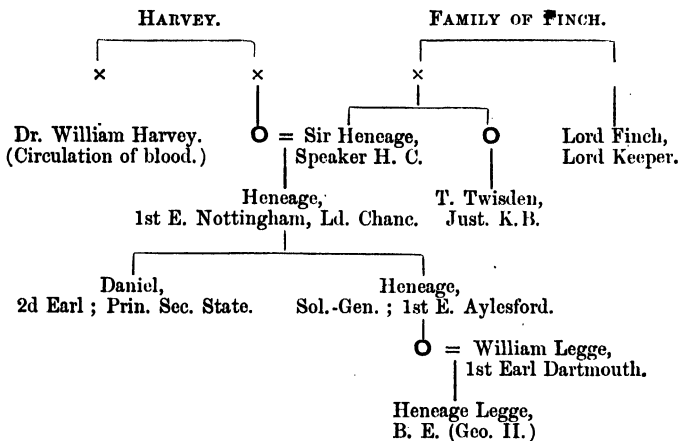 HARVEY. FAMILY OF FINCH.
× × ×
Dr. William Harvey. O = Sir Heneage, O Lord Finch,
(Circulation of blood.) Speaker H. C. Lord Keeper.
Heneage, T. Twisden,
1st E. Nottingham, Ld. Chanc. Just. K. B.
Daniel, Heneage,
2d Earl ; Prin. Sec. State. Sol.-Gen. ; 1st E. Aylesford.
O = William Legge,
1st Earl Dartmouth.
Heneage Legge,
B. E. (Geo. II.)